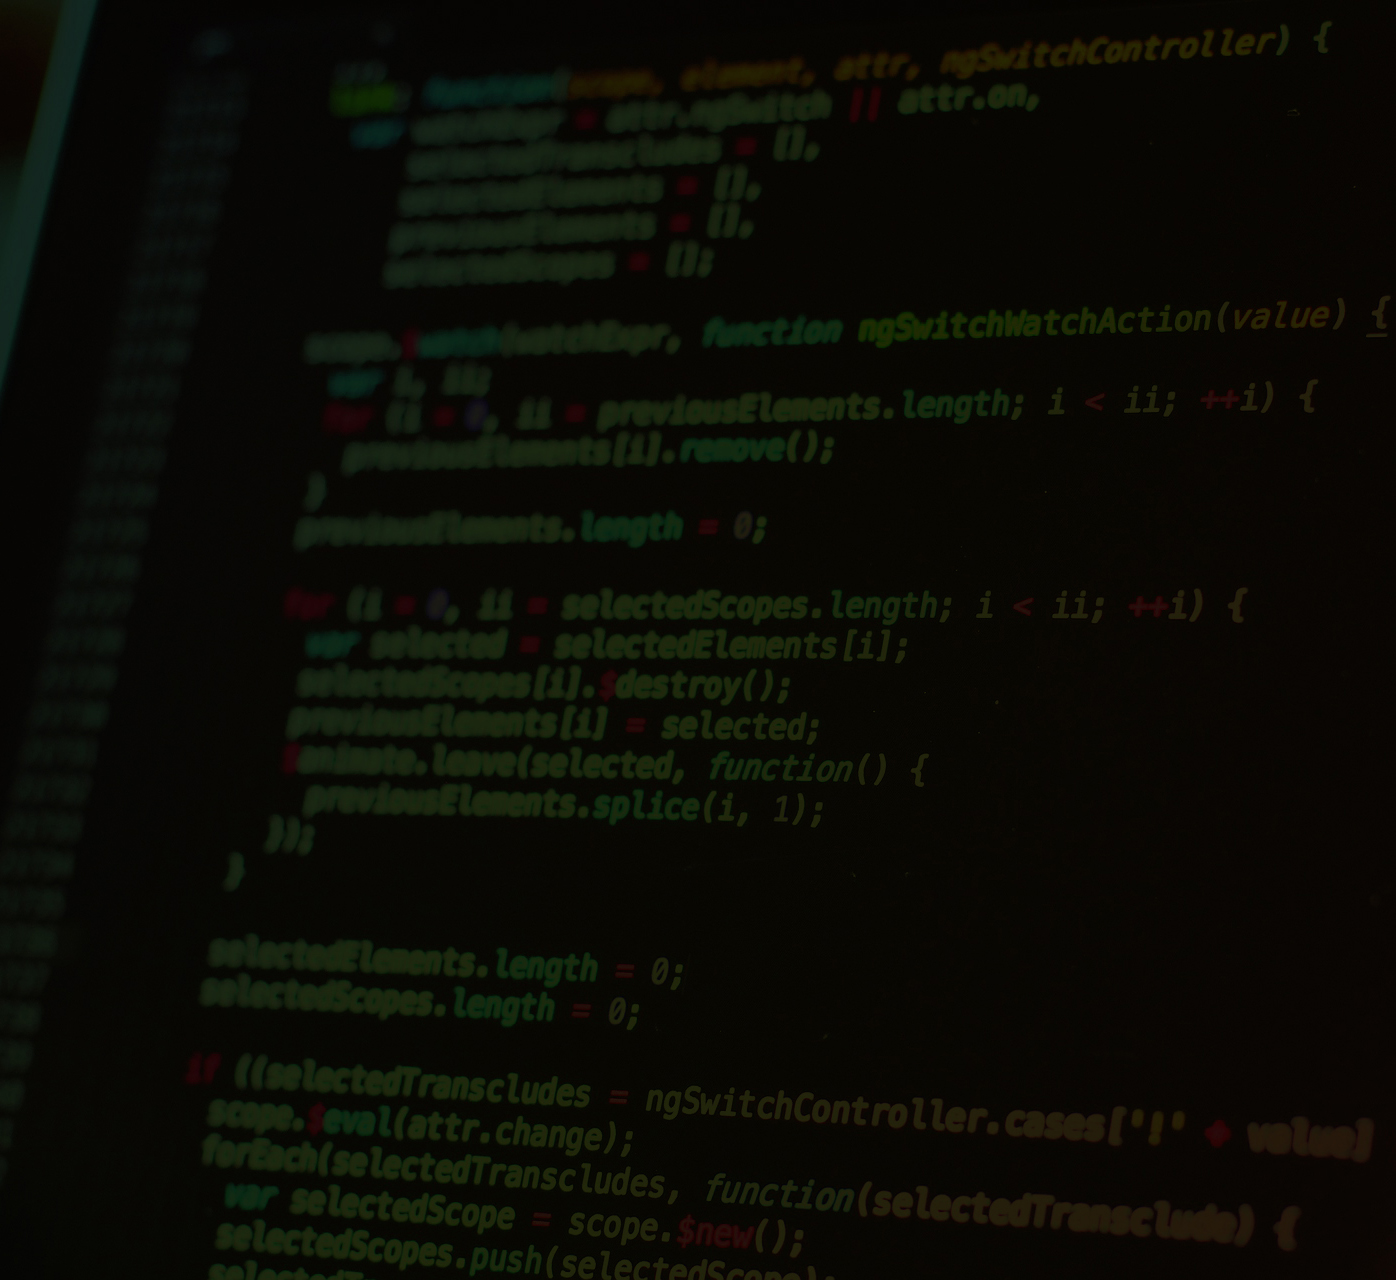 function(scope, element, attr, ngSwitchController) {
var watchExpr = attr.ngSwitch || attr.on,
selectedTranscludes = [],
selectedElements = [],
previousElements = [],
selectedScopes = [];
scope.$watch(watchExpr, function ngSwitchWatchAction(value) {
var i, ii;
for (i = 0, ii = previousElements.length; i < ii; ++i) {
previousElements[i].remove();
}
previousElements.length = 0;
for (i = 0, ii = selectedScopes.length; i < ii; ++i) {
var selected = selectedElements[i];
selectedScopes[i].$destroy();
previousElements[i] = selected;
$animate.leave(selected, function() {
previousElements.splice(i, 1);
});
}
selectedElements.length = 0;
selectedScopes.length = 0;
if ((selectedTranscludes = ngSwitchController.cases['!' + value]
scope.$eval(attr.change);
forEach(selectedTranscludes, function(selectedTransclude) {
var selectedScope = scope.$new();
selectedScopes.push(selectedScope);